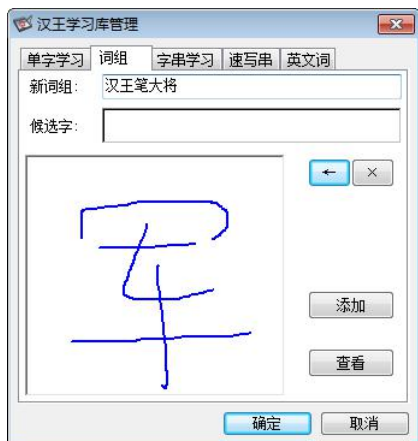 汉王学习库管理
单字学习 词组 字串学习 速写串 英文词
新词组: 汉王笔大将
候选字:
← ×
军
添加
查看
确定 取消